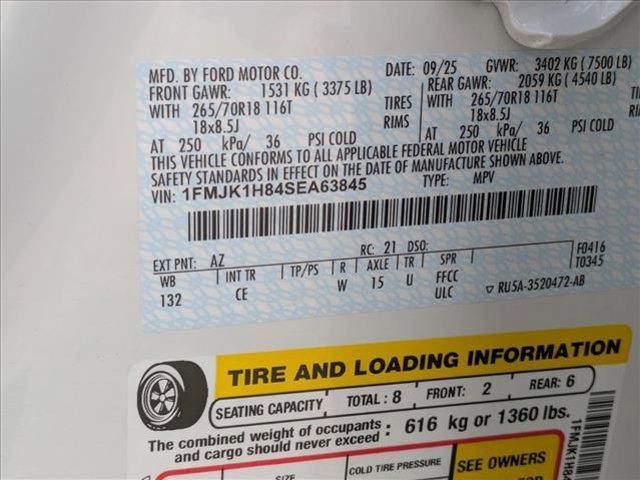 MFD. BY FORD MOTOR CO. DATE: 09/25 GVWR: 3402 KG ( 7500 LB)
FRONT GAWR: 1531 KG ( 3375 LB) REAR GAWR: 2059 KG ( 4540 LB)
WITH 265/70R18 116T TIRES WITH 265/70R18 116T TIRES
18x8.5J RIMS 18x8.5J RIMS
AT 250 kPa/ 36 PSI COLD AT 250 kPa/ 36 PSI COLD
THIS VEHICLE CONFORMS TO ALL APPLICABLE FEDERAL MOTOR VEHICLE
SAFETY STANDARDS IN EFFECT ON THE DATE OF MANUFACTURE SHOWN ABOVE.
VIN: 1FMJK1H84SEA63845 TYPE: MPV
EXT PNT: AZ RC: 21 DSO: F0416
WB INT TR TP/PS R AXLE TR SPR T0345
132 CE W 15 U FFCC
ULC ▽ RU5A-3520472-AB
TIRE AND LOADING INFORMATION
SEATING CAPACITY TOTAL : 8 FRONT: 2 REAR: 6
The combined weight of occupants
and cargo should never exceed : 616 kg or 1360 lbs.
SIZE COLD TIRE PRESSURE SEE OWNERS
1FMJK1H84